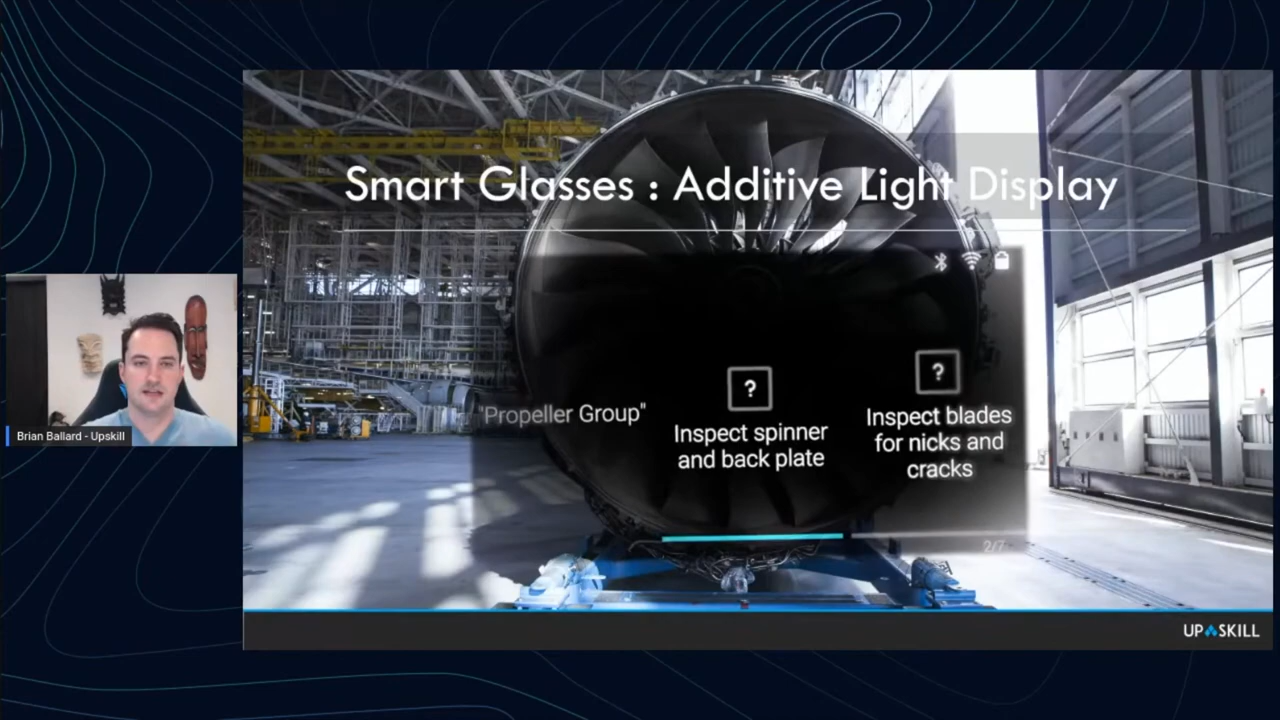 Smart Glasses : Additive Light Display
"Propeller Group"
Inspect spinner
and back plate
Inspect blades
for nicks and
cracks
2/7
Brian Ballard - Upskill
UPSKILL